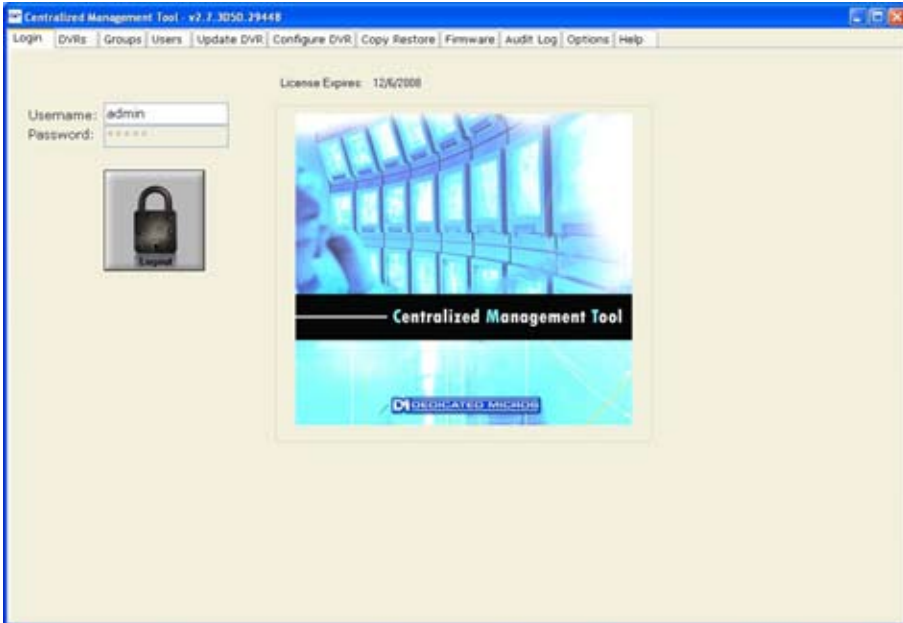 Centralized Management Tool - v2.7.3050.29448
Login DVRs Groups Users Update DVR Configure DVR Copy Restore Firmware Audit Log Options Help
License Expires: 12/6/2008
Username: admin
Password: *****
Logout
Centralized Management Tool
DEDICATED MICROS